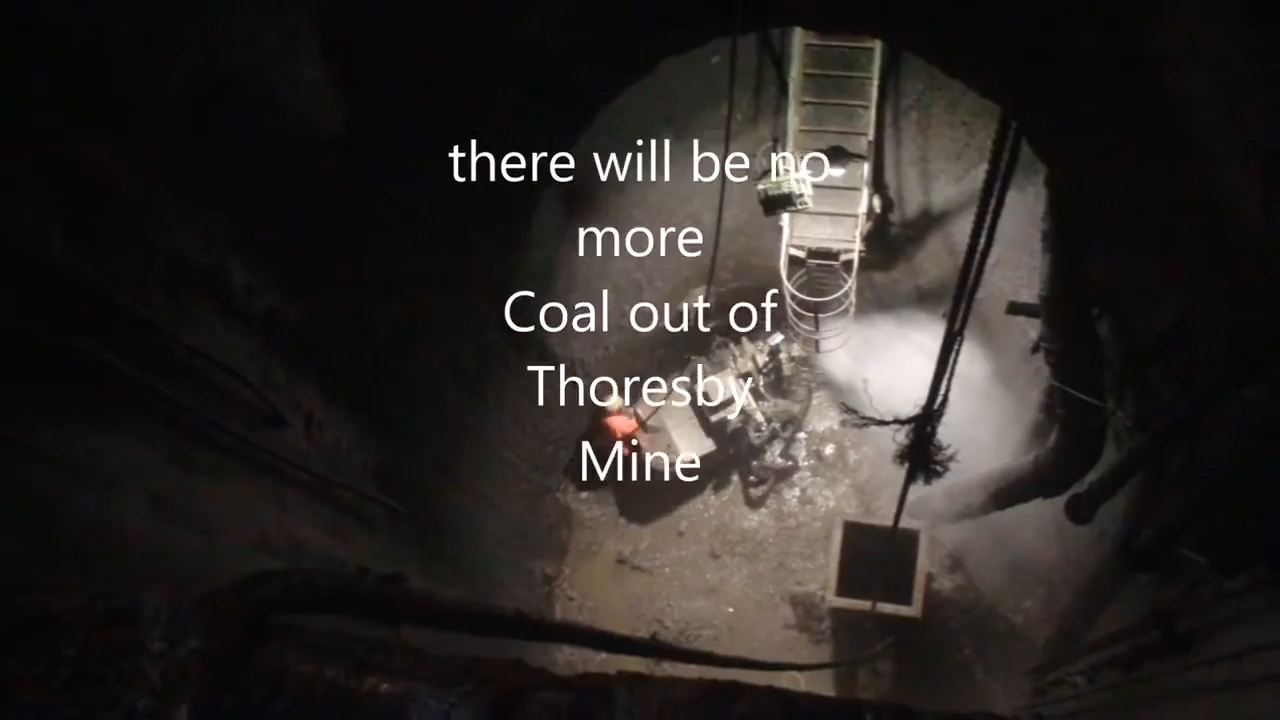 there will be no
more
Coal out of
Thoresby
Mine